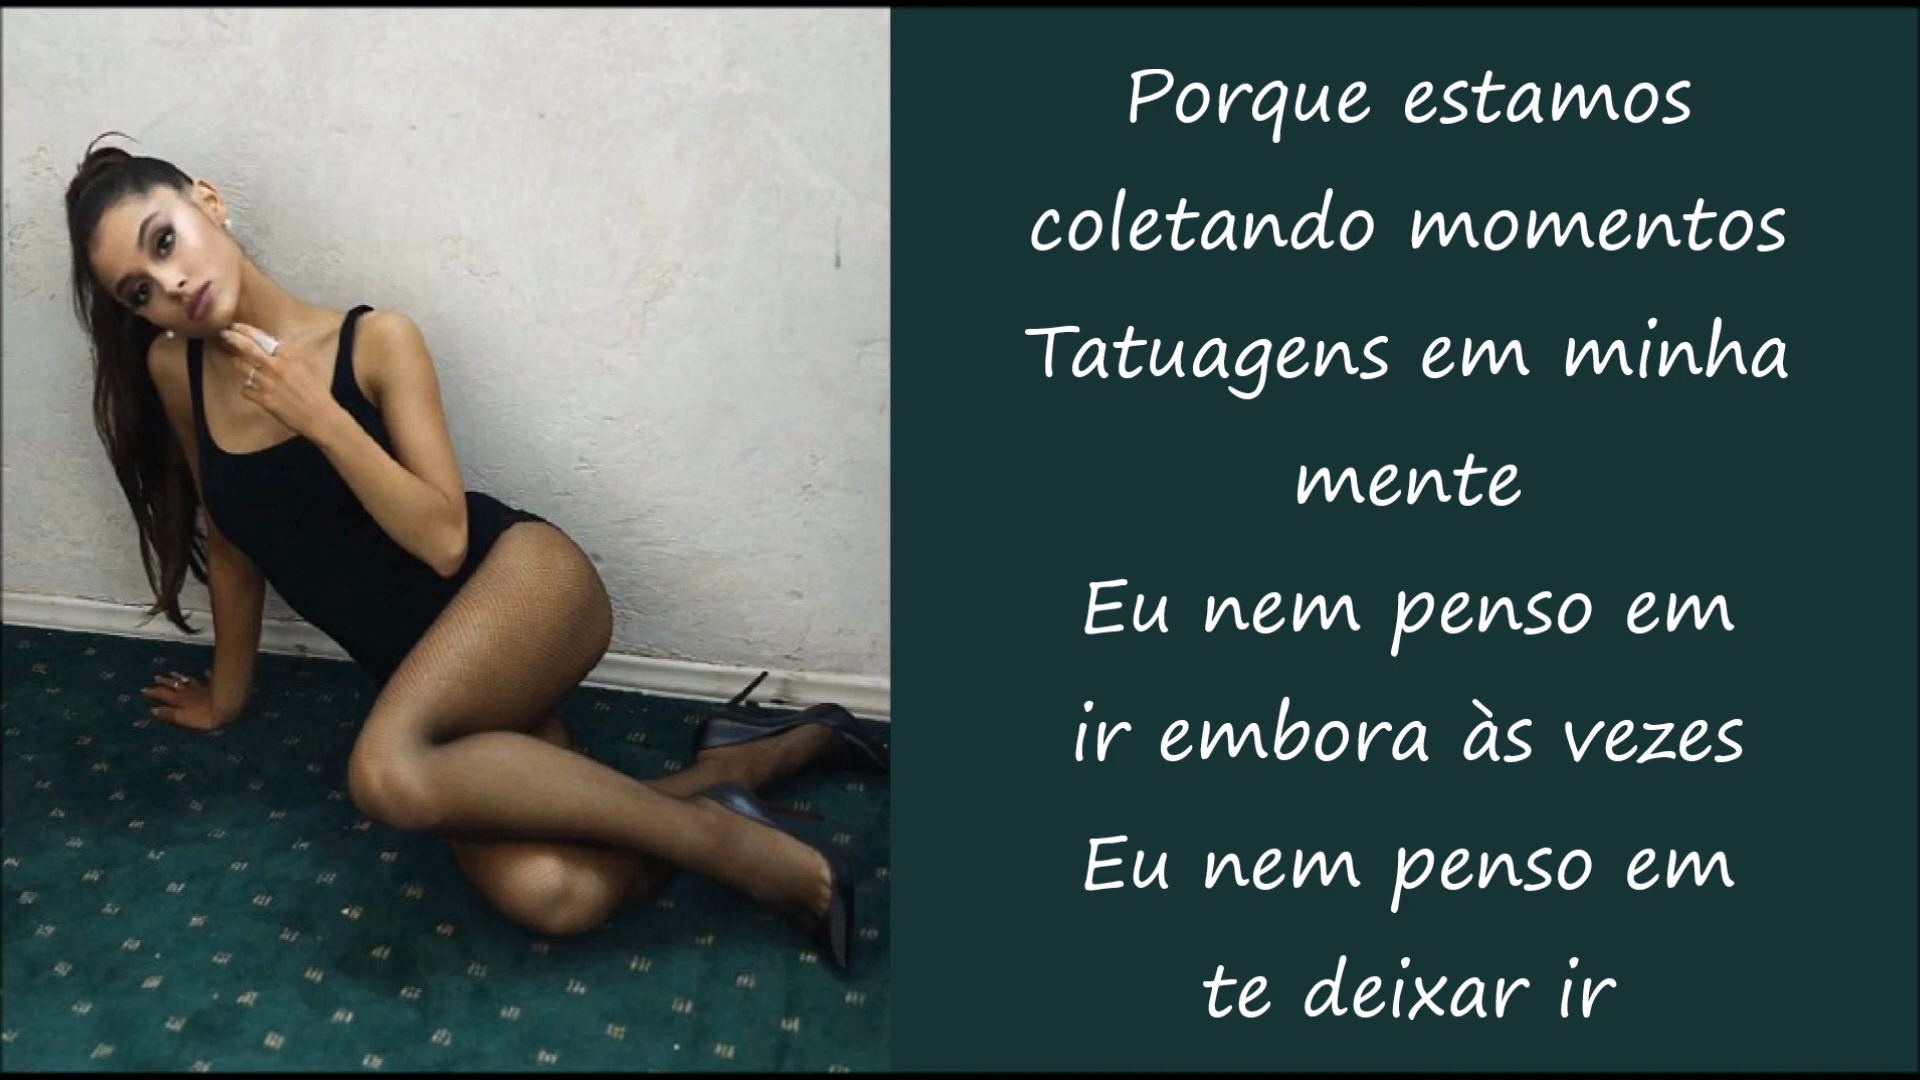 Porque estamos
coletando momentos
Tatuagens em minha
mente
Eu nem penso em
ir embora às vezes
Eu nem penso em
te deixar ir